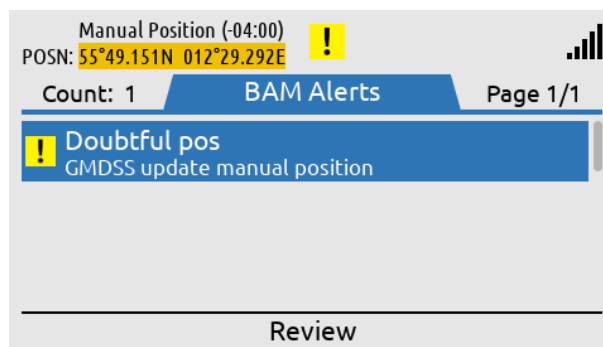 Manual Position (-04:00)
POSN: 55°49.151N 012°29.292E
!
Count: 1 BAM Alerts Page 1/1
! Doubtful pos
GMDSS update manual position
Review